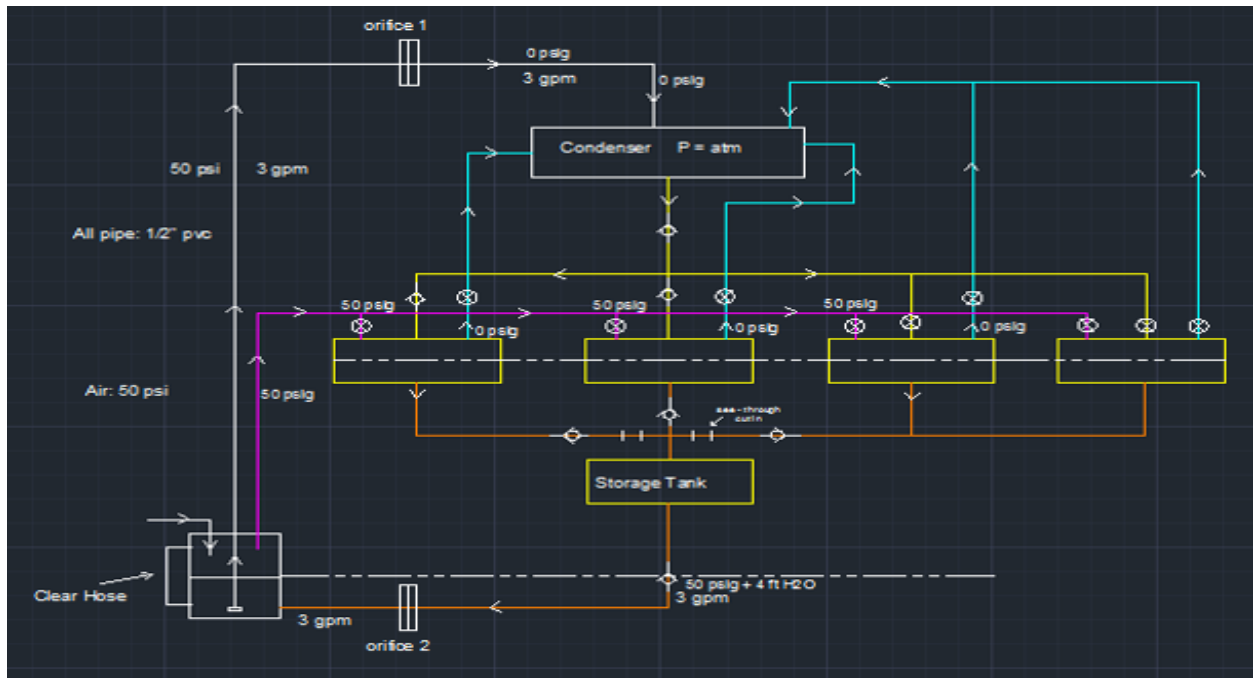 orifice 1
0 psig
3 gpm
0 psig
Condenser P = atm
50 psi 3 gpm
All pipe: 1/2" pvc
50 psig
50 psig
50 psig
0 psig
0 psig
0 psig
Air: 50 psi
50 psig
see-through
Storage Tank
Clear Hose
50 psig + 4 ft H2O
3 gpm
3 gpm
orifice 2